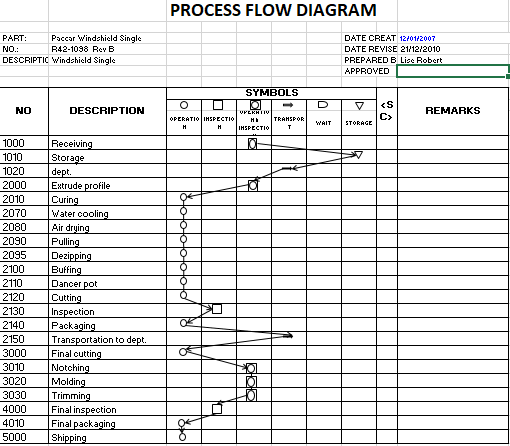 PROCESS FLOW DIAGRAM
PART: Paccar Windshield Single DATE CREAT 12/01/2007
NO.: R42-1098 Rev B DATE REVISE 21/12/2010
DESCRIPTIC Windshield Single PREPARED B Lise Robert
APPROVED
SYMBOLS
NO DESCRIPTION OPERATIO N INSPECTIO N OPERATIO N & INSPECTIO TRANSPOR T WAIT STORAGE <S C> REMARKS
1000 Receiving
1010 Storage
1020 dept.
2000 Extrude profile
2010 Curing
2070 Water cooling
2080 Air drying
2090 Pulling
2095 Dezipping
2100 Buffing
2110 Dancer pot
2120 Cutting
2130 Inspection
2140 Packaging
2150 Transportation to dept.
3000 Final cutting
3010 Notching
3020 Molding
3030 Trimming
4000 Final inspection
4010 Final packaging
5000 Shipping